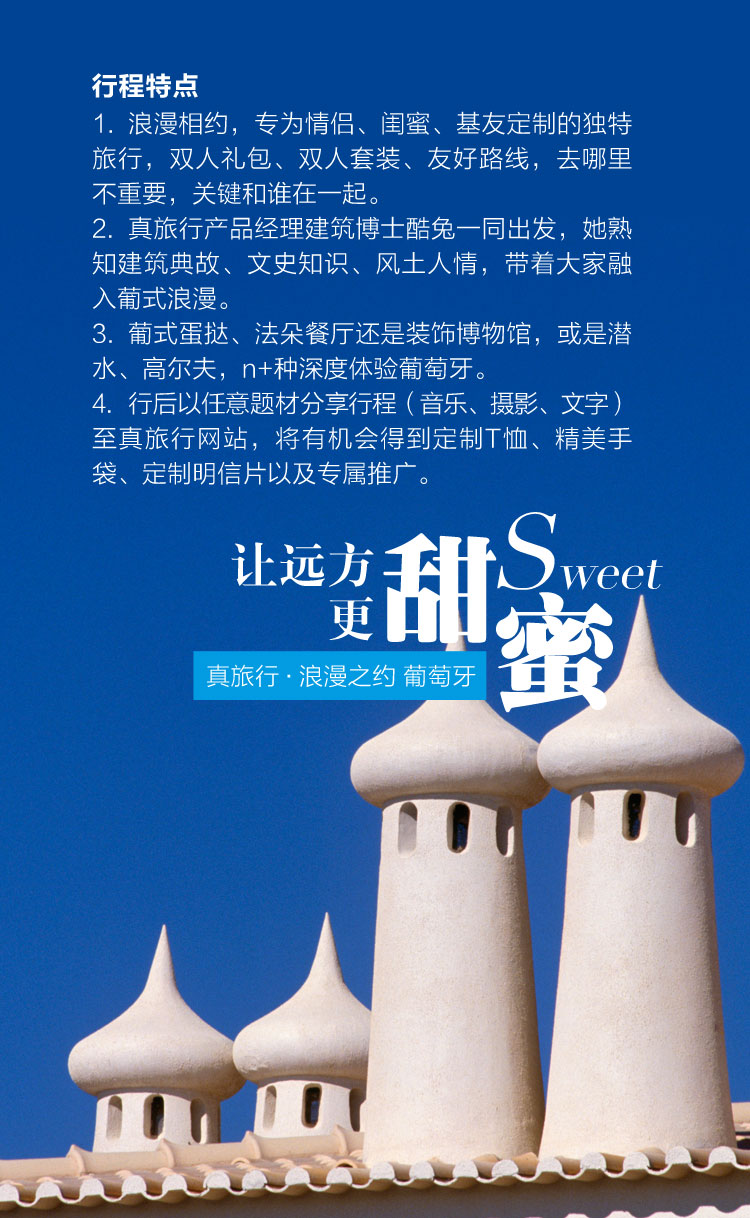 行程特点
1. 浪漫相约，专为情侣、闺蜜、基友定制的独特
旅行，双人礼包、双人套装、友好路线，去哪里
不重要，关键和谁在一起。
2. 真旅行产品经理建筑博士酷兔一同出发，她熟
知建筑典故、文史知识、风土人情，带着大家融
入葡式浪漫。
3. 葡式蛋挞、法朵餐厅还是装饰博物馆，或是潜
水、高尔夫，n+种深度体验葡萄牙。
4. 行后以任意题材分享行程（音乐、摄影、文字）
至真旅行网站，将有机会得到定制T恤、精美手
袋、定制明信片以及专属推广。
让远方
更甜蜜
Sweet
真旅行·浪漫之约 葡萄牙